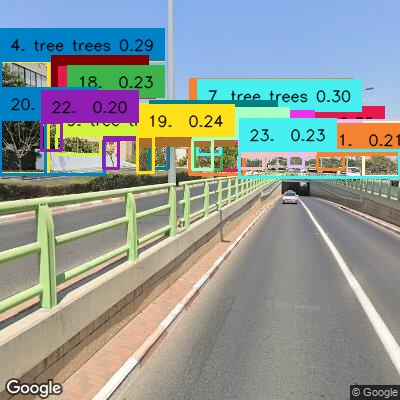 4. tree trees 0.29
18. 0.23
7. tree trees 0.30
20.
22. 0.20
tree
19. 0.24
23. 0.23
1. 0.21
Google
© Google